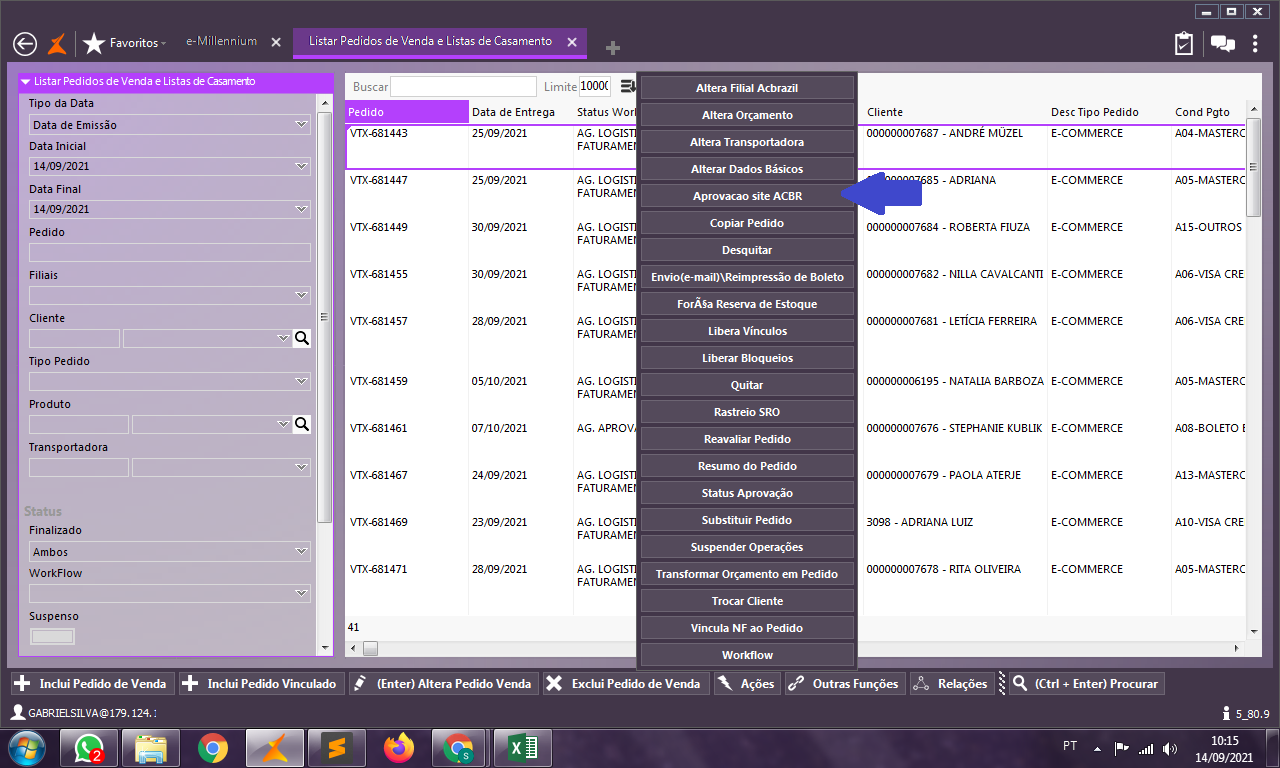 Favoritos
e-Millennium
Listar Pedidos de Venda e Listas de Casamento
Listar Pedidos de Venda e Listas de Casamento
Tipo da Data
Data de Emissão
Data Inicial
14/09/2021
Data Final
14/09/2021
Pedido
Filiais
Cliente
Tipo Pedido
Produto
Transportadora
Status
Finalizado
Ambos
WorkFlow
Suspenso
Buscar
Limite 1000
Pedido Data de Entrega Status Work Cliente Desc Tipo Pedido Cond Pgto
VTX-681443 25/09/2021 AG. LOGIST 000000007687 - ANDRÉ MÜZEL E-COMMERCE A04-MASTERC
FATURAMEN
VTX-681447 25/09/2021 AG. LOGIST 7685 - ADRIANA E-COMMERCE A05-MASTERC
FATURAMEN
VTX-681449 30/09/2021 AG. LOGIST 000000007684 - ROBERTA FIUZA E-COMMERCE A15-OUTROS
FATURAMEN
VTX-681455 30/09/2021 AG. LOGIST 000000007682 - NILLA CAVALCANTI E-COMMERCE A06-VISA CRE
FATURAMEN
VTX-681457 28/09/2021 AG. LOGIST 000000007681 - LETÍCIA FERREIRA E-COMMERCE A06-VISA CRE
FATURAMEN
VTX-681459 05/10/2021 AG. LOGIST 000000006195 - NATALIA BARBOZA E-COMMERCE A05-MASTERC
FATURAMEN
VTX-681461 07/10/2021 AG. APROVA 000000007676 - STEPHANIE KUBLIK E-COMMERCE A08-BOLETO
VTX-681467 24/09/2021 AG. LOGIST 000000007679 - PAOLA ATERJE E-COMMERCE A13-MASTERC
FATURAMEN
VTX-681469 23/09/2021 AG. LOGIST 3098 - ADRIANA LUIZ E-COMMERCE A10-VISA CRE
FATURAMEN
VTX-681471 28/09/2021 AG. LOGIST 000000007678 - RITA OLIVEIRA E-COMMERCE A05-MASTERC
FATURAMEN
41
Altera Filial Acbrazil
Altera Orçamento
Altera Transportadora
Alterar Dados Básicos
Aprovacao site ACBR
Copiar Pedido
Desquitar
Envio(e-mail)\Reimpressão de Boleto
ForÃ§a Reserva de Estoque
Libera Vínculos
Liberar Bloqueios
Quitar
Rastreio SRO
Reavaliar Pedido
Resumo do Pedido
Status Aprovação
Substituir Pedido
Suspender Operações
Transformar Orçamento em Pedido
Trocar Cliente
Vincula NF ao Pedido
Workflow
Inclui Pedido de Venda Inclui Pedido Vinculado (Enter) Altera Pedido Venda Exclui Pedido de Venda Ações Outras Funções Relações (Ctrl + Enter) Procurar
GABRIELSILVA@179.124.1 5_80.9
2
S
PT
10:15
14/09/2021